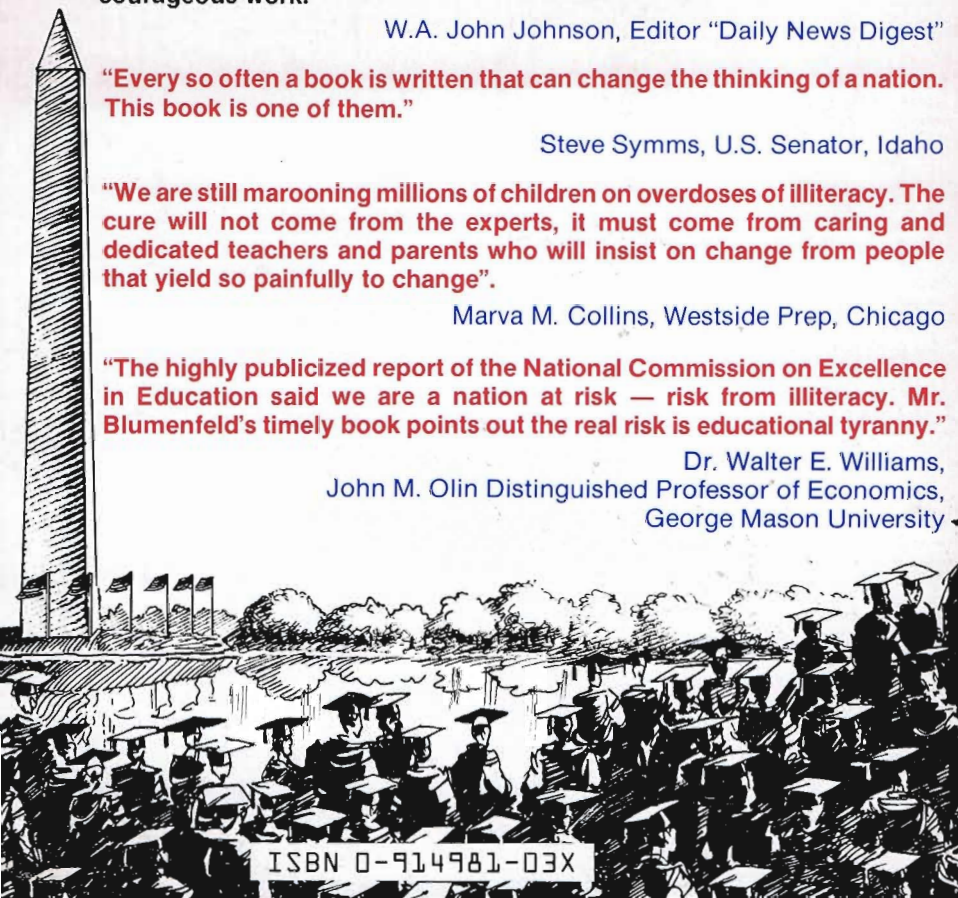 courageous work."
W.A. John Johnson, Editor “Daily News Digest”
“Every so often a book is written that can change the thinking of a nation.
This book is one of them.”
Steve Symms, U.S. Senator, Idaho
“We are still marooning millions of children on overdoses of illiteracy. The
cure will not come from the experts, it must come from caring and
dedicated teachers and parents who will insist on change from people
that yield so painfully to change”.
Marva M. Collins, Westside Prep, Chicago
“The highly publicized report of the National Commission on Excellence
in Education said we are a nation at risk — risk from illiteracy. Mr.
Blumenfeld’s timely book points out the real risk is educational tyranny.”
Dr. Walter E. Williams,
John M. Olin Distinguished Professor of Economics,
George Mason University
ISBN 0-914981-03X